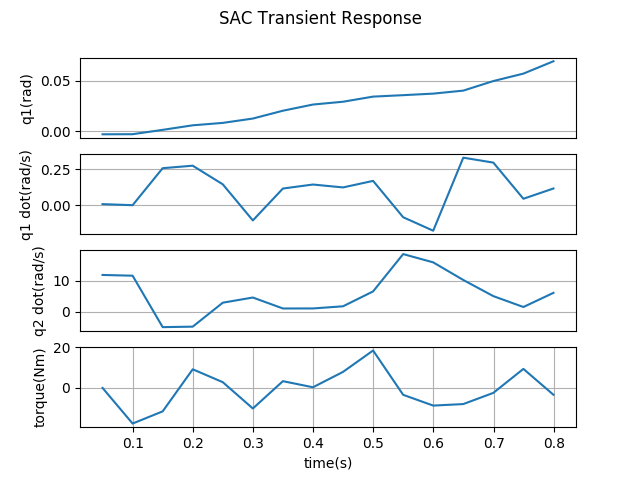 SAC Transient Response
q1(rad)
0.05
0.00
q1 dot(rad/s)
0.25
0.00
q2 dot(rad/s)
10
0
torque(Nm)
20
0
0.1 0.2 0.3 0.4 0.5 0.6 0.7 0.8
time(s)